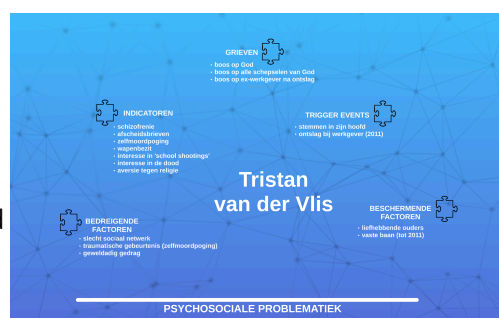 GRIEVEN
- boos op God
- boos op alle schepselen van God
- boos op ex-werkgever na ontslag
INDICATOREN
- schizofrenie
- afscheidsbrieven
- zelfmoordpoging
- wapenbezit
- interesse in 'school shootings'
- interesse in de dood
- aversie tegen religie
TRIGGER EVENTS
- stemmen in zijn hoofd
- ontslag bij werkgever (2011)
Tristan
van der Vlis
BEDREIGENDE
FACTOREN
- slecht sociaal netwerk
- traumatische gebeurtenis (zelfmoordpoging)
- gewelddadig gedrag
BESCHERMENDE
FACTOREN
- liefhebbende ouders
- vaste baan (tot 2011)
PSYCHOSOCIALE PROBLEMATIEK